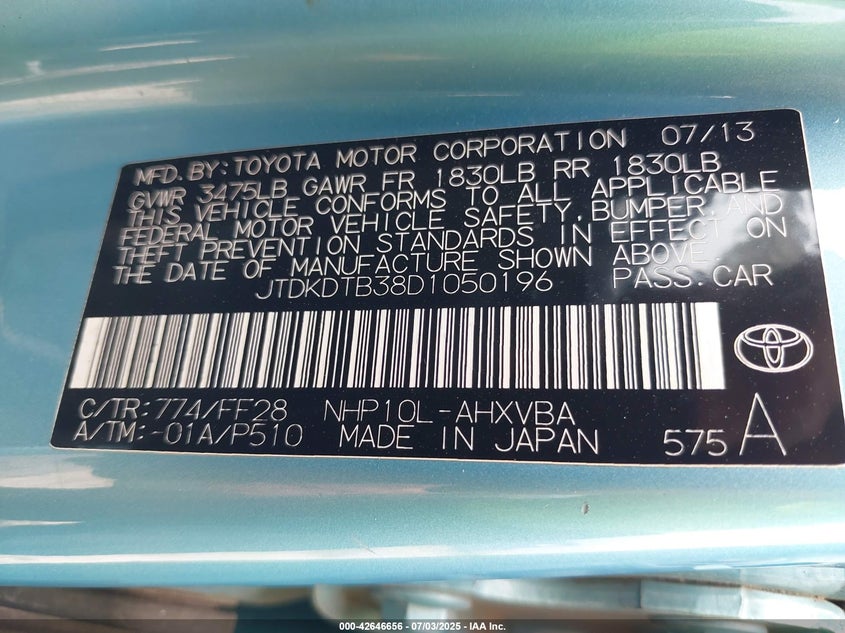 MFD. BY: TOYOTA MOTOR CORPORATION 07/13
GVWR 3475LB GAWR FR 1830LB RR 1830LB
THIS VEHICLE CONFORMS TO ALL APPLICABLE
FEDERAL MOTOR VEHICLE SAFETY, BUMPER, AND
THEFT PREVENTION STANDARDS IN EFFECT ON
THE DATE OF MANUFACTURE SHOWN ABOVE.
JTDKDTB38D1050196 PASS. CAR
C/TR: 774/FF28 NHP10L-AHXVBA
A/TM: -01A/P510 MADE IN JAPAN 575 A
000-42646656 - 07/03/2025 - IAA Inc.